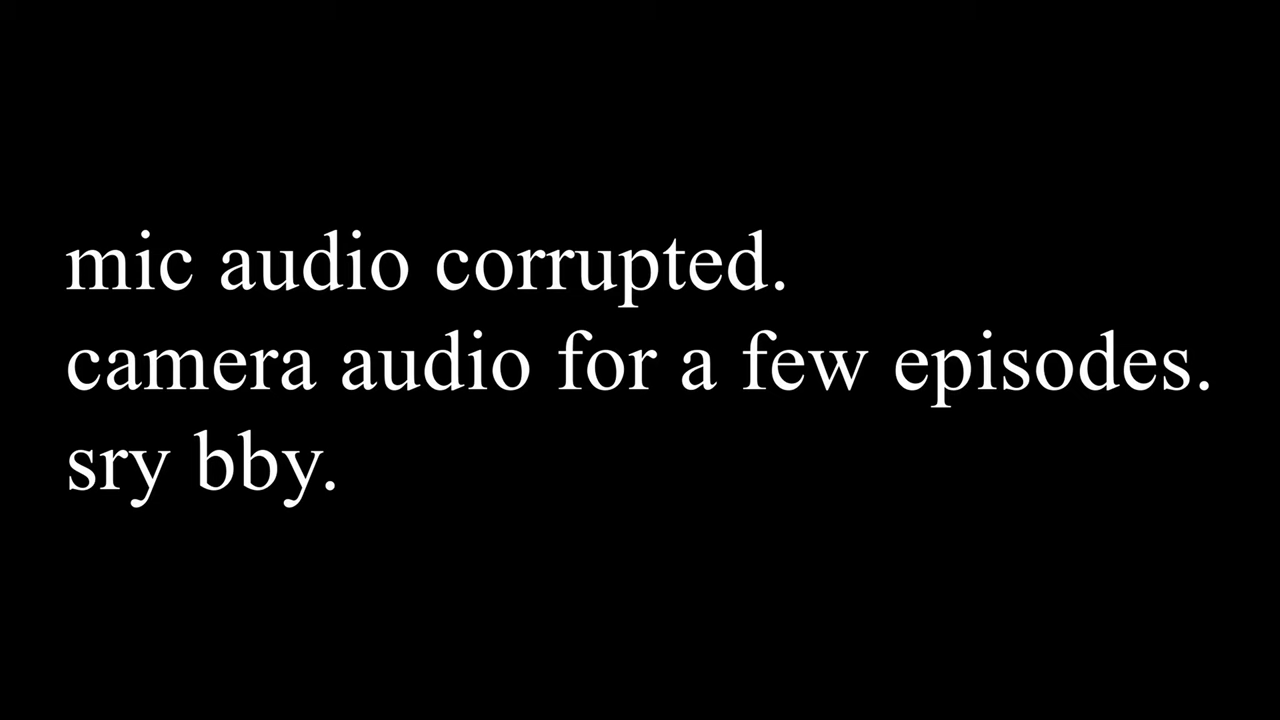 mic audio corrupted.
camera audio for a few episodes.
sry bby.